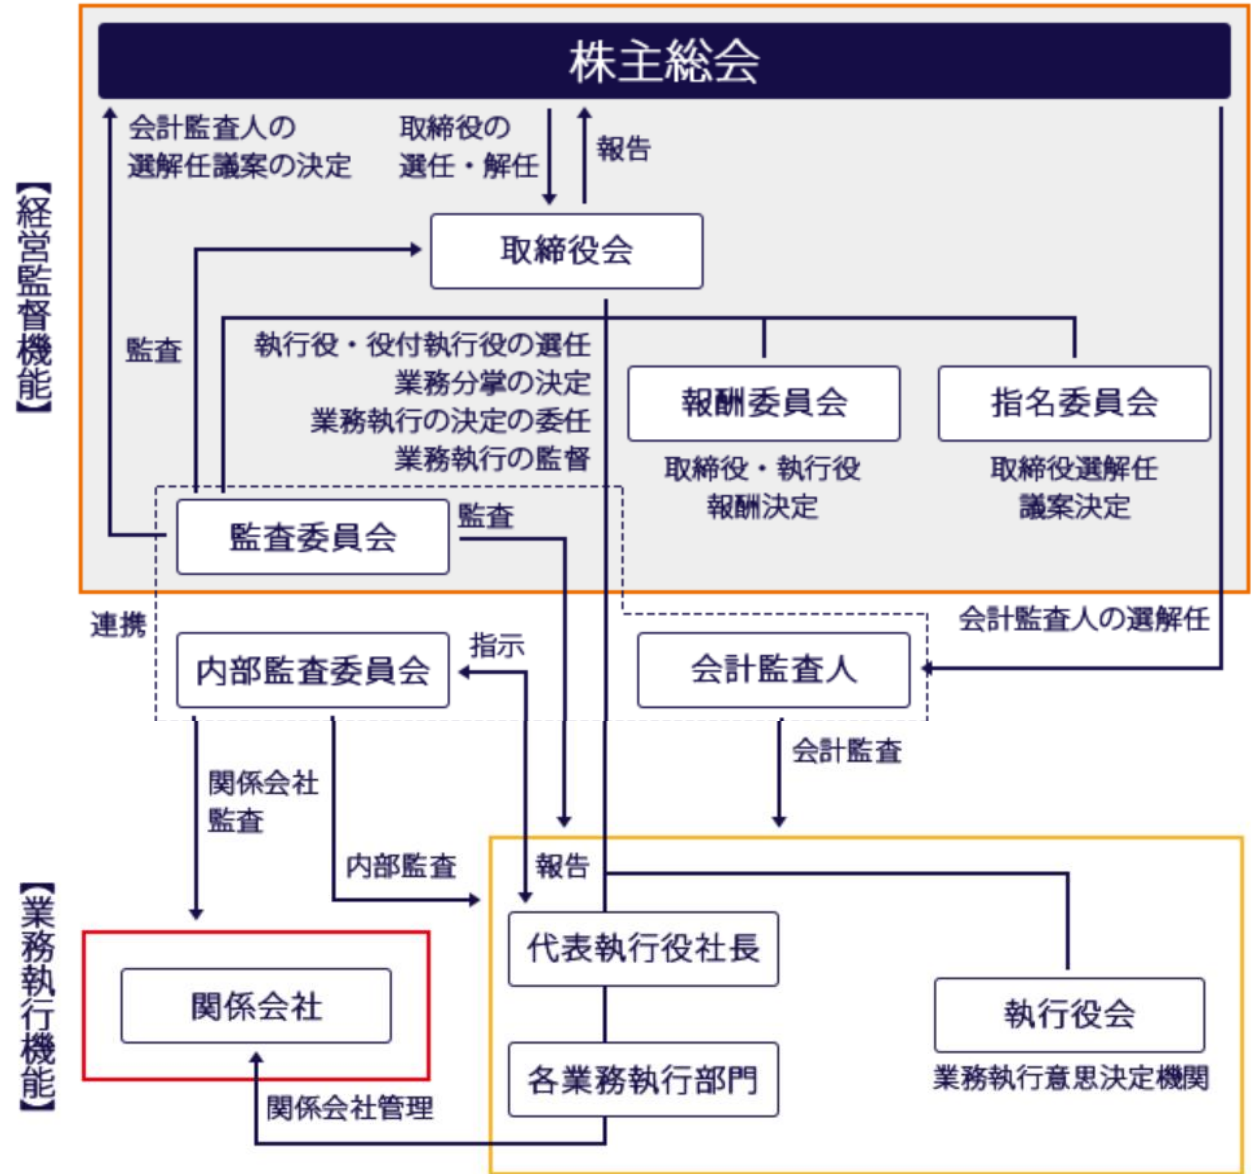 株主総会
会計監査人の
選解任議案の決定
取締役の
選任・解任
報告
【経営監督機能】
取締役会
監査
執行役・役付執行役の選任
業務分掌の決定
業務執行の決定の委任
業務執行の監督
報酬委員会
指名委員会
取締役・執行役
報酬決定
取締役選解任
議案決定
監査委員会
監査
連携
会計監査人の選解任
内部監査委員会
指示
会計監査人
会計監査
関係会社
監査
内部監査
報告
【業務執行機能】
代表執行役社長
関係会社
執行役会
業務執行意思決定機関
各業務執行部門
関係会社管理